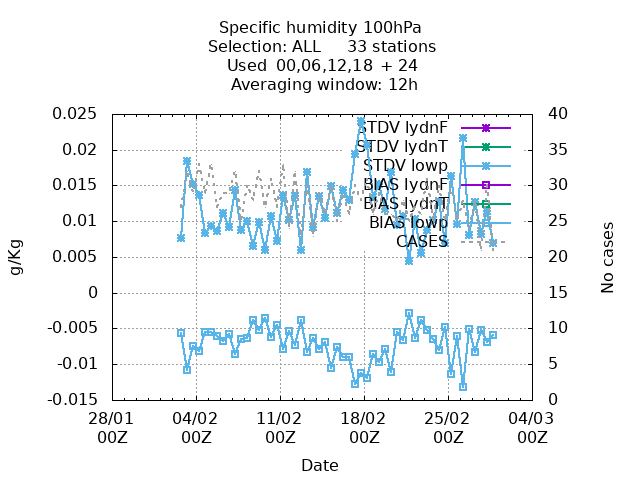 Specific humidity 100hPa
Selection: ALL 33 stations
Used 00,06,12,18 + 24
Averaging window: 12h
STDV lydnF
STDV lydnT
STDV lowp
BIAS lydnF
BIAS lydnT
BIAS lowp
CASES
0.025
0.02
0.015
0.01
0.005
0
-0.005
-0.01
-0.015
g/Kg
40
35
30
25
20
15
10
5
0
No cases
28/01 04/02 11/02 18/02 25/02 04/03
00Z 00Z 00Z 00Z 00Z 00Z
Date